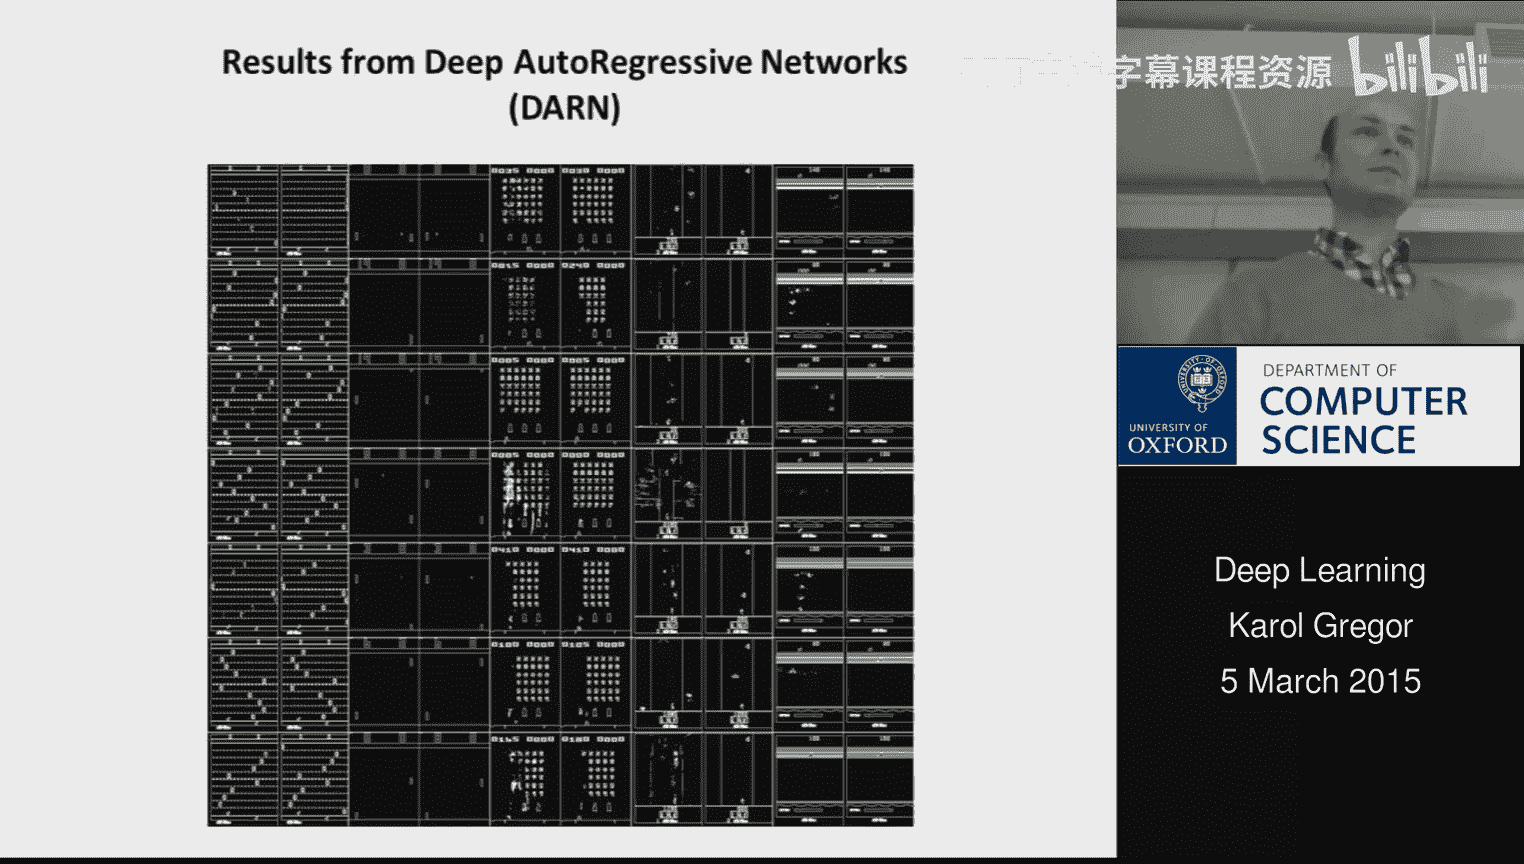 Results from Deep AutoRegressive Networks
(DARN)
字幕课程资源 bilibili
DEPARTMENT OF
COMPUTER
SCIENCE
UNIVERSITY OF
OXFORD
Deep Learning
Karol Gregor
5 March 2015